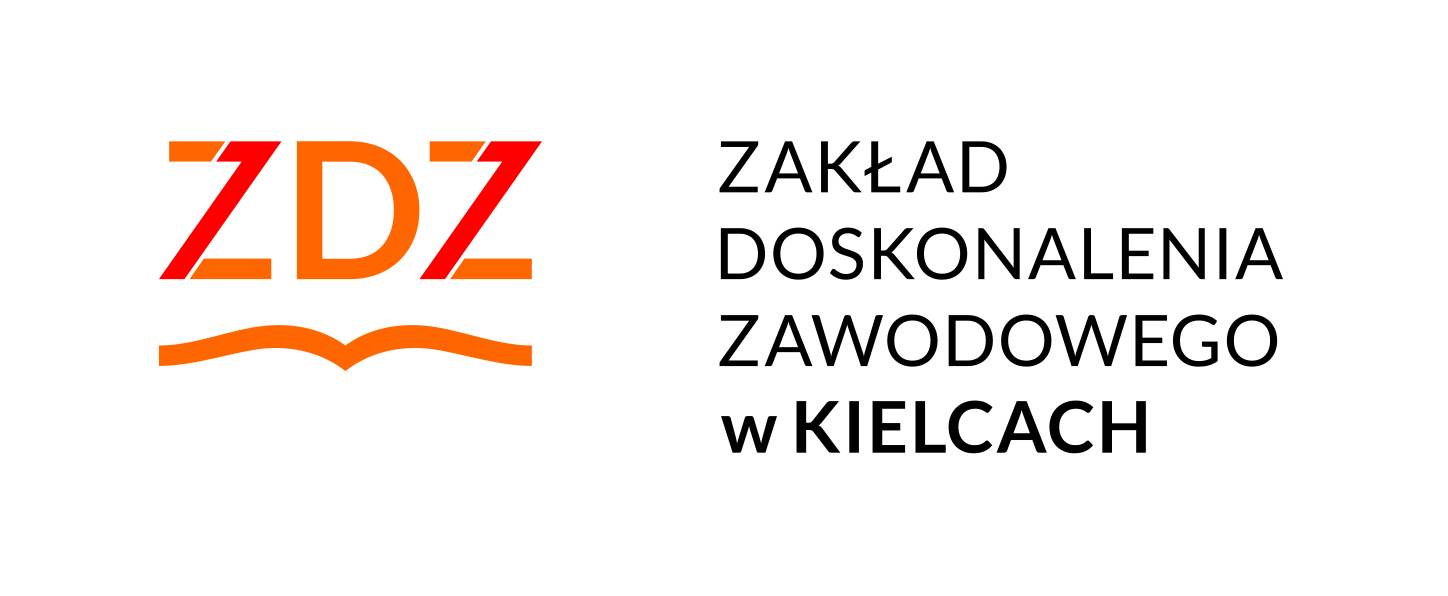 ZDZ
ZAKŁAD
DOSKONALENIA
ZAWODOWEGO
w KIELCACH